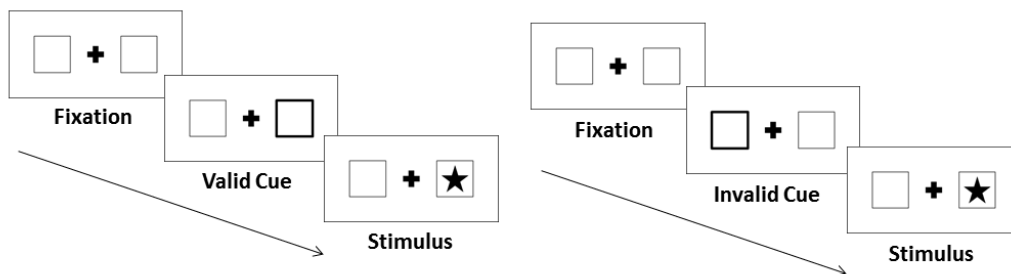 Fixation
Valid Cue
Stimulus
Fixation
Invalid Cue
Stimulus